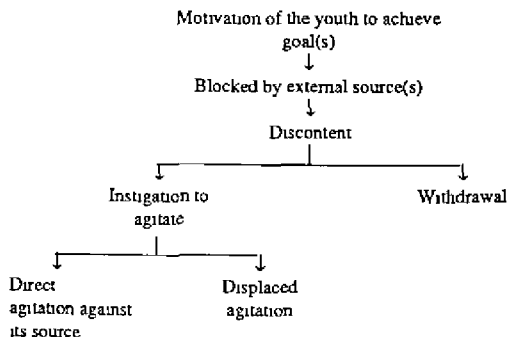 Motivation of the youth to achieve
goal(s)
Blocked by external source(s)
Discontent
Instigation to
agitate
Withdrawal
Direct
agitation against
its source
Displaced
agitation